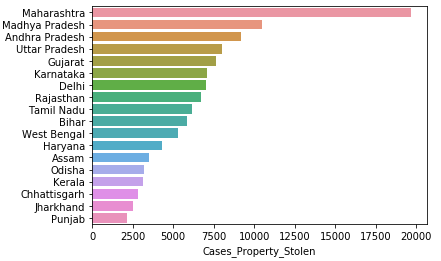 Maharashtra
Madhya Pradesh
Andhra Pradesh
Uttar Pradesh
Gujarat
Karnataka
Delhi
Rajasthan
Tamil Nadu
Bihar
West Bengal
Haryana
Assam
Odisha
Kerala
Chhattisgarh
Jharkhand
Punjab
0 2500 5000 7500 10000 12500 15000 17500 20000
Cases_Property_Stolen